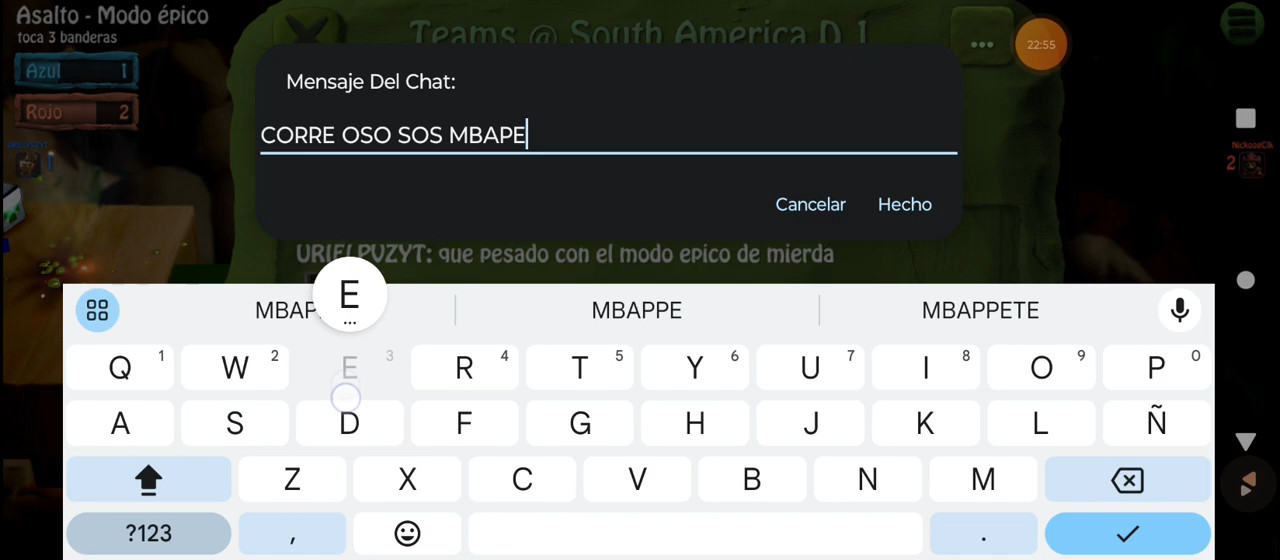 Asalto - Modo épico
toca 3 banderas
Teams @ South America D 1
Azul 1
Rojo 2
22:55
Mensaje Del Chat:
CORRE OSO SOS MBAPE
Cancelar Hecho
2
que pesado con el modo epico de mierda
MBAPPE MBAPPETE
E
Q 1 W 2 E 3 R 4 T 5 Y 6 U 7 I 8 O 9 P 0
A S D F G H J K L Ñ
Z X C V B N M
?123 , .